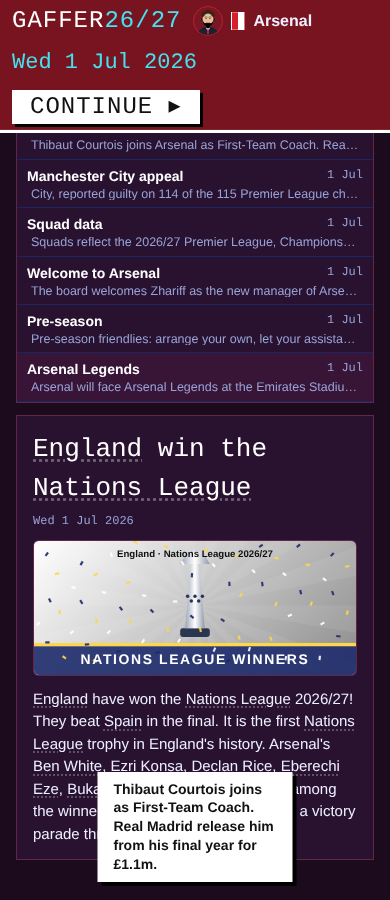 GAFFER26/27 Arsenal
Wed 1 Jul 2026
CONTINUE ►
Thibaut Courtois joins Arsenal as First-Team Coach. Rea…
Manchester City appeal 1 Jul
City, reported guilty on 114 of the 115 Premier League ch…
Squad data 1 Jul
Squads reflect the 2026/27 Premier League, Champions…
Welcome to Arsenal 1 Jul
The board welcomes Zhariff as the new manager of Arse…
Pre-season 1 Jul
Pre-season friendlies: arrange your own, let your assista…
Arsenal Legends 1 Jul
Arsenal will face Arsenal Legends at the Emirates Stadiu…
England win the
Nations League
Wed 1 Jul 2026
England · Nations League 2026/27
NATIONS LEAGUE WINNERS
England have won the Nations League 2026/27!
They beat Spain in the final. It is the first Nations
League trophy in England's history. Arsenal's
Ben White, Ezri Konsa, Declan Rice, Eberechi
Eze, among
the winne a victory
parade
Thibaut Courtois joins
as First-Team Coach.
Real Madrid release him
from his final year for
£1.1m.